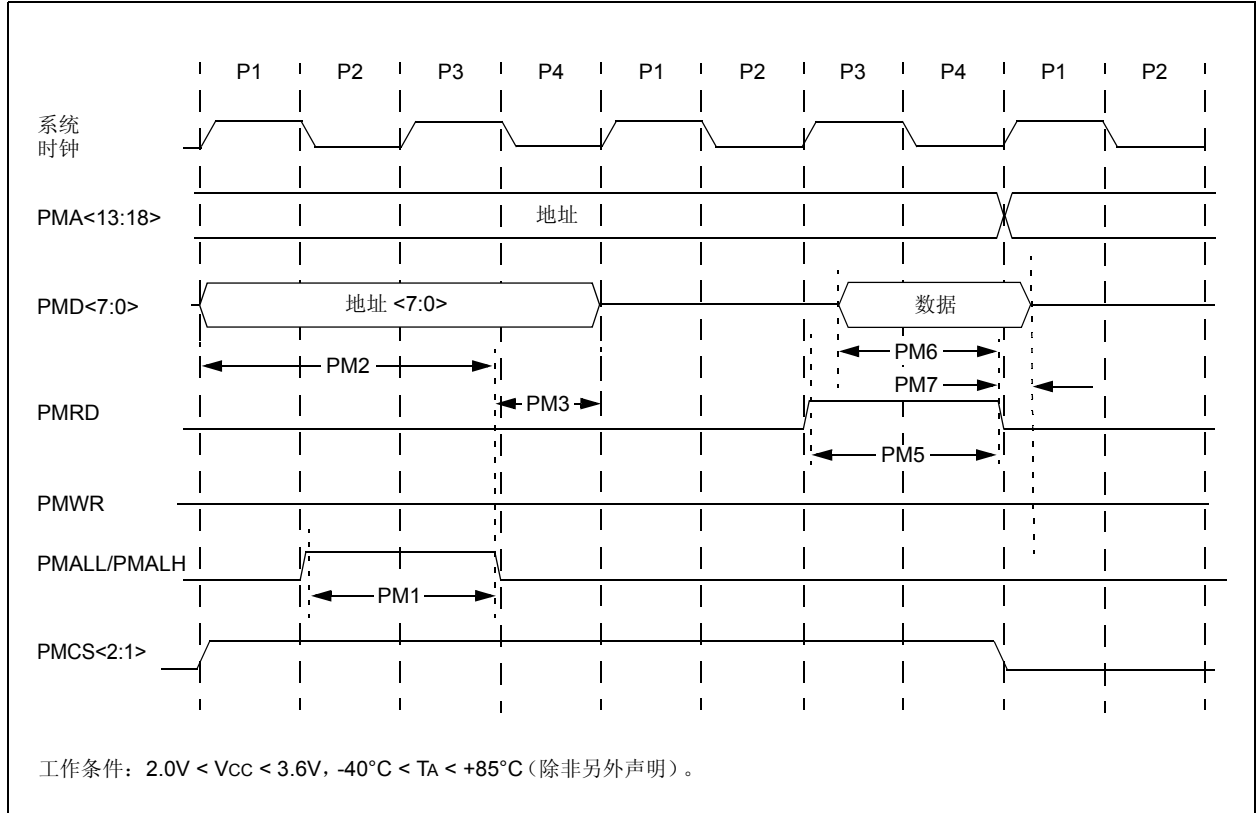 P1 P2 P3 P4 P1 P2 P3 P4 P1 P2
系统
时钟
PMA<13:18> 地址
PMD<7:0> 地址 <7:0> 数据
PM2 PM6
PM7
PMRD PM3
PM5
PMWR
PMALL/PMALH
PM1
PMCS<2:1>
工作条件：2.0V < VCC < 3.6V，-40°C < TA < +85°C（除非另外声明）。